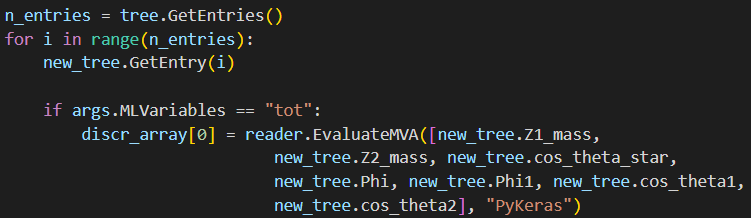 n_entries = tree.GetEntries()
for i in range(n_entries):
    new_tree.GetEntry(i)
    if args.MLVariables == "tot":
        discr_array[0] = reader.EvaluateMVA([new_tree.Z1_mass,
                            new_tree.Z2_mass, new_tree.cos_theta_star,
                            new_tree.Phi, new_tree.Phi1, new_tree.cos_theta1,
                            new_tree.cos_theta2], "PyKeras")